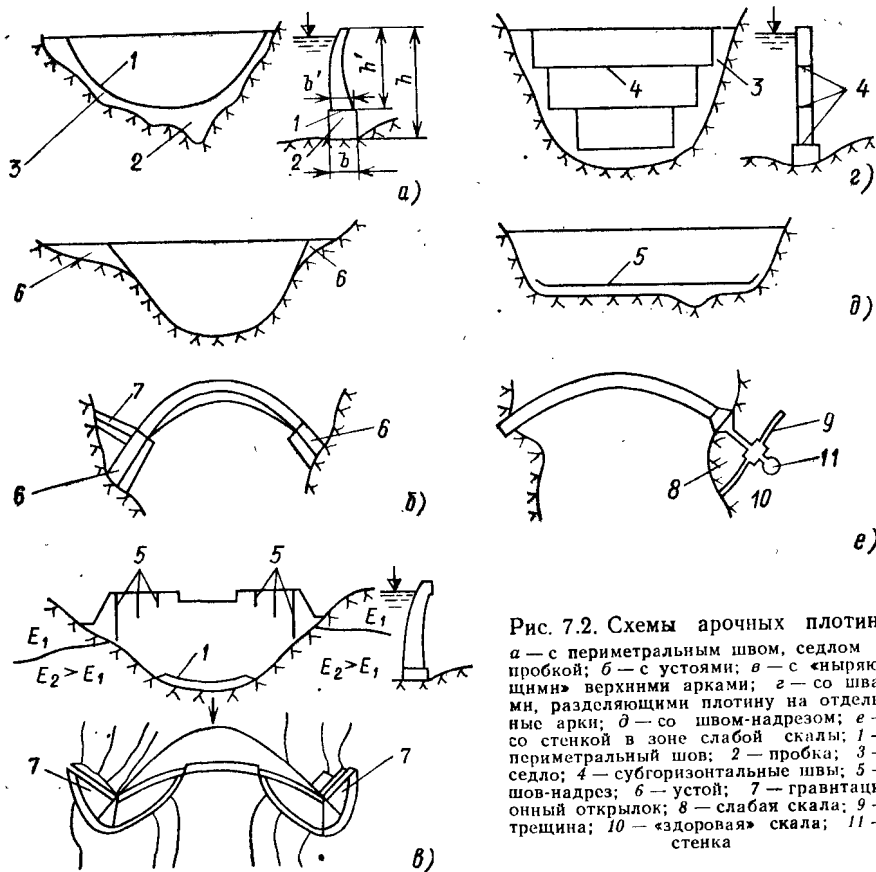 1
3
2
b'
h'
h
1
2
b
а)
4
3
4
г)
6
6
5
д)
7
6
6
б)
9
8
11
10
е)
5
5
E₁
E₁
E₂>E₁
1
E₂>E₁
7
7
в)
Рис. 7.2. Схемы арочных плотин
а — с периметральным швом, седлом
пробкой; б — с устоями; в — с «ныряю-
щими» верхними арками; г — со шва-
ми, разделяющими плотину на отдель-
ные арки; д — со швом-надрезом; е -
со стенкой в зоне слабой скалы; 1 -
периметральный шов; 2 — пробка; 3 -
седло; 4 — субгоризонтальные швы; 5 -
шов-надрез; 6 — устой; 7 — гравитаци-
онный открылок; 8 — слабая скала; 9 -
трещина; 10 — «здоровая» скала; 11 -
стенка